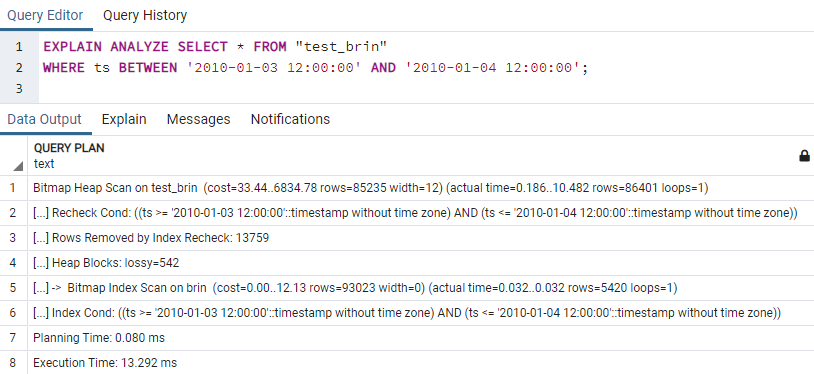 Query Editor Query History
1 EXPLAIN ANALYZE SELECT * FROM "test_brin"
2 WHERE ts BETWEEN '2010-01-03 12:00:00' AND '2010-01-04 12:00:00';
3
Data Output Explain Messages Notifications
QUERY PLAN
text
1 Bitmap Heap Scan on test_brin (cost=33.44..6834.78 rows=85235 width=12) (actual time=0.186..10.482 rows=86401 loops=1)
2 [...] Recheck Cond: ((ts >= '2010-01-03 12:00:00'::timestamp without time zone) AND (ts <= '2010-01-04 12:00:00'::timestamp without time zone))
3 [...] Rows Removed by Index Recheck: 13759
4 [...] Heap Blocks: lossy=542
5 [...] -> Bitmap Index Scan on brin (cost=0.00..12.13 rows=93023 width=0) (actual time=0.032..0.032 rows=5420 loops=1)
6 [...] Index Cond: ((ts >= '2010-01-03 12:00:00'::timestamp without time zone) AND (ts <= '2010-01-04 12:00:00'::timestamp without time zone))
7 Planning Time: 0.080 ms
8 Execution Time: 13.292 ms